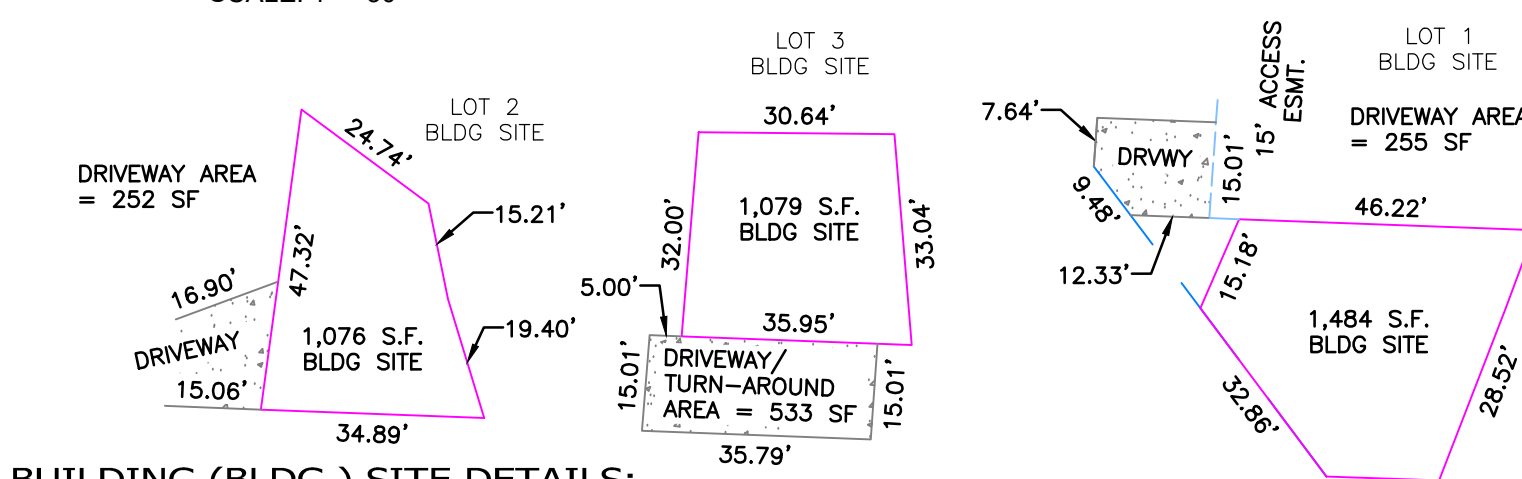 LOT 2
BLDG SITE
24.74'
DRIVEWAY AREA
= 252 SF
15.21'
47.32'
16.90'
DRIVEWAY
1,076 S.F.
BLDG SITE
19.40'
15.06'
34.89'
LOT 3
BLDG SITE
30.64'
32.00'
1,079 S.F.
BLDG SITE
33.04'
5.00'
35.95'
15.01'
DRIVEWAY/
TURN-AROUND
AREA = 533 SF
15.01'
35.79'
7.64'
DRVWY
9.48'
15.01'
15' ACCESS
ESMT.
12.33'
LOT 1
BLDG SITE
DRIVEWAY AREA
= 255 SF
46.22'
15.18'
1,484 S.F.
BLDG SITE
32.86'
28.52'
BUILDING (BLDG.) SITE DETAILS: